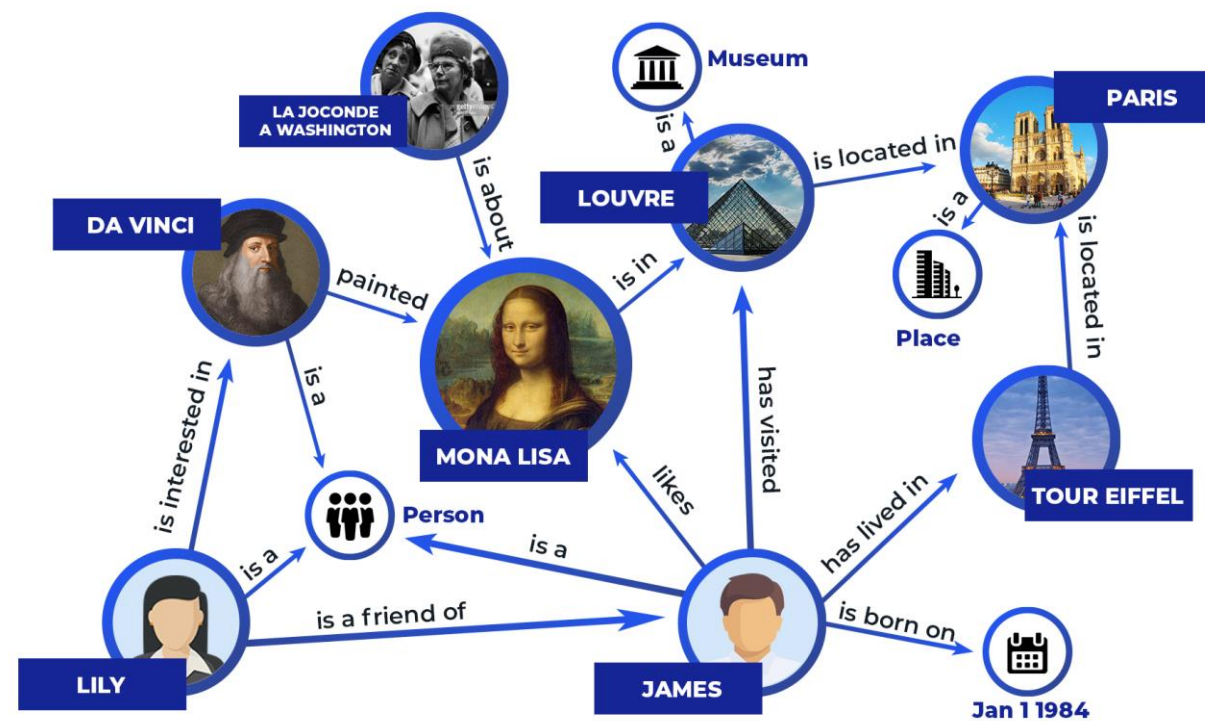 LA JOCONDE
A WASHINGTON
Museum
PARIS
is a
is located in
is about
LOUVRE
DA VINCI
is a
is located in
painted
is in
Place
is interested in
is a
MONA LISA
has visited
TOUR EIFFEL
likes
Person
has lived in
is a
is a
is a friend of
is born on
LILY
JAMES
Jan 1 1984